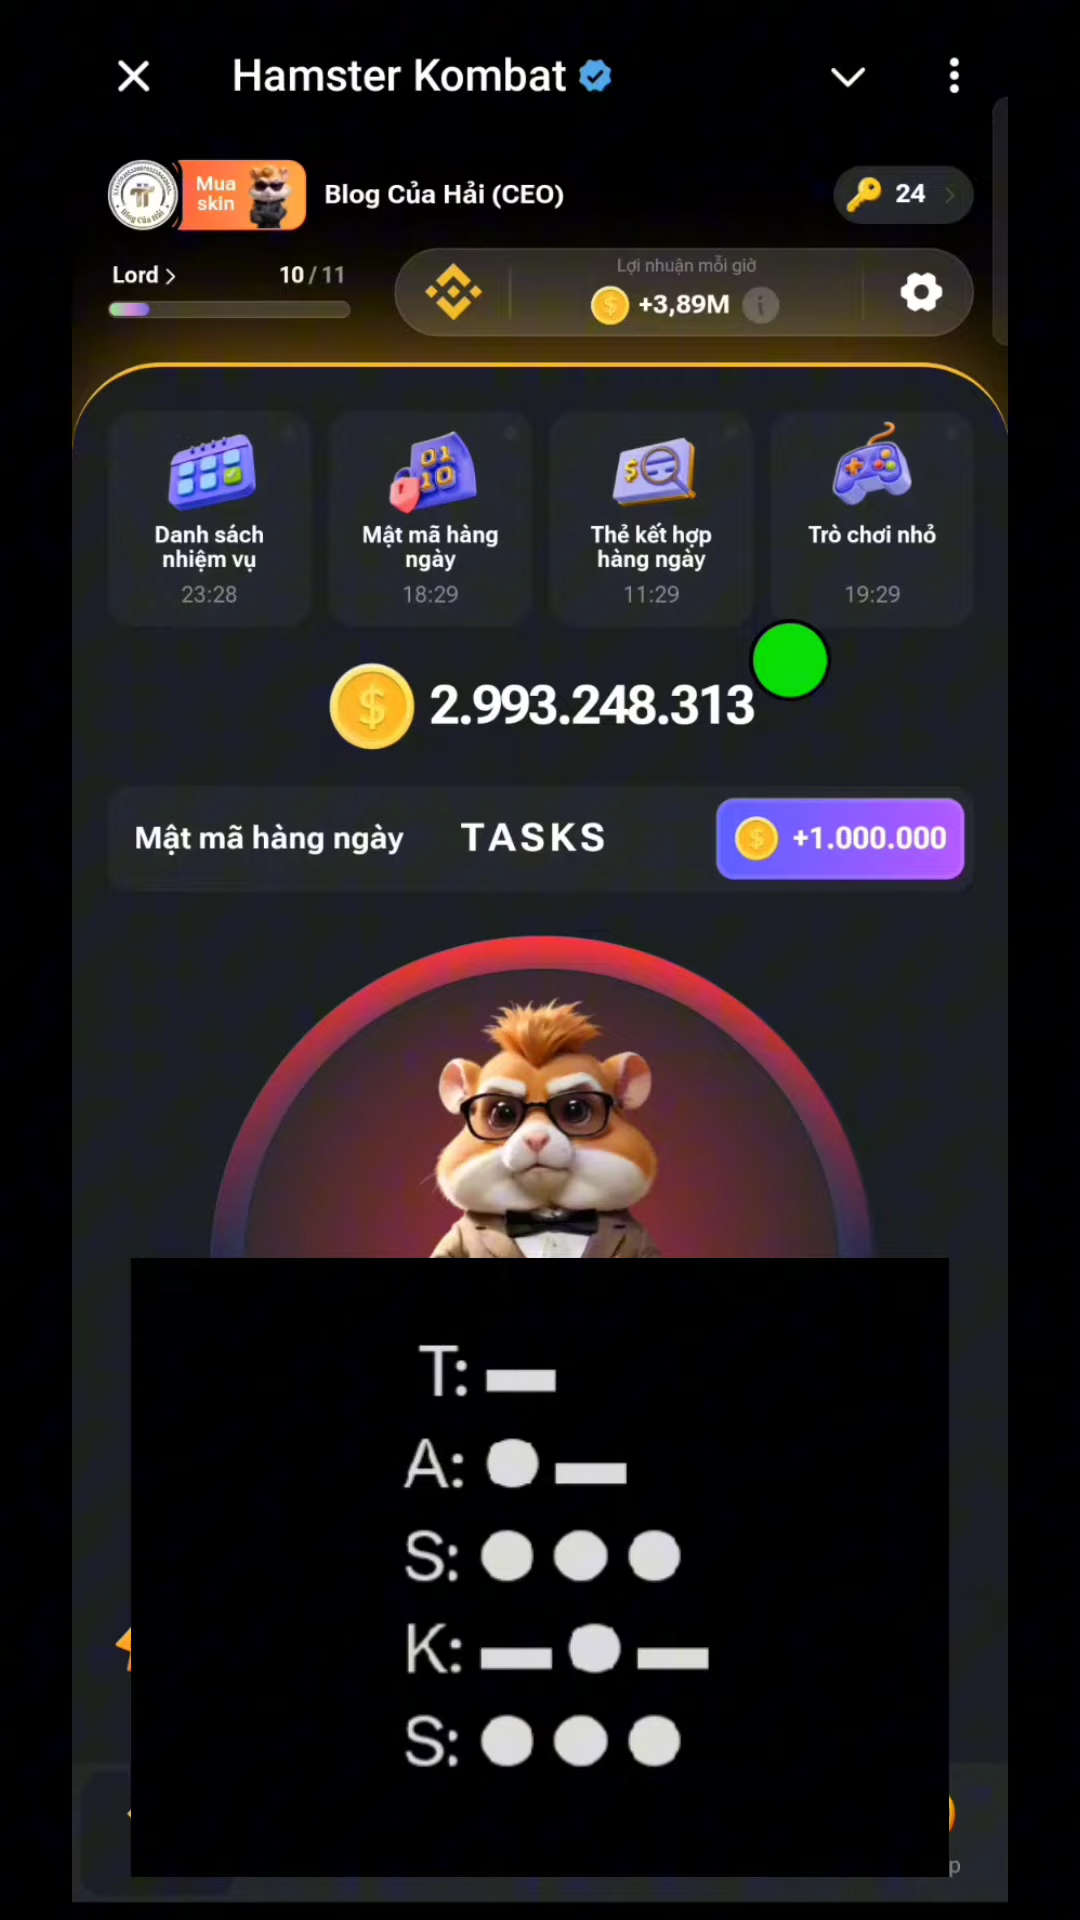 Hamster Kombat
Mua
skin
Blog Của Hải (CEO)
24
Lord
10/11
Lợi nhuận mỗi giờ
+3,89M
Danh sách
nhiệm vụ
23:28
Mật mã hàng
ngày
18:29
Thẻ kết hợp
hàng ngày
11:29
Trò chơi nhỏ
19:29
2.993.248.313
Mật mã hàng ngày
TASKS
+1.000.000
T:
A:
S:
K:
S:
p